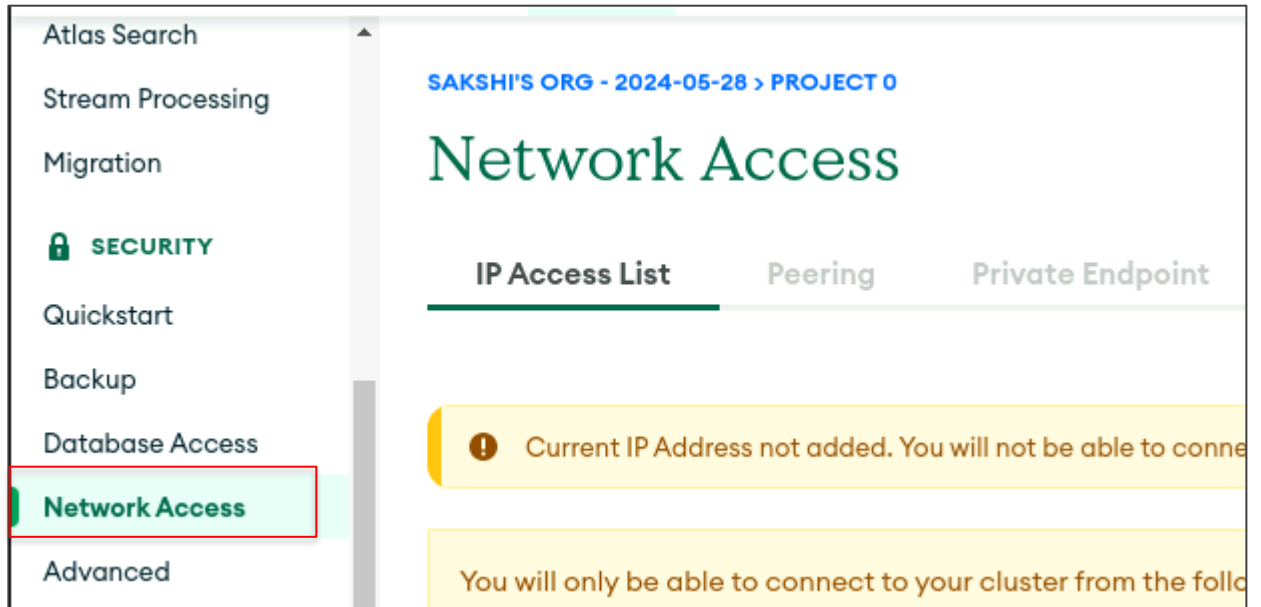 Atlas Search
Stream Processing
Migration
SECURITY
Quickstart
Backup
Database Access
Network Access
Advanced
SAKSHI'S ORG - 2024-05-28 > PROJECT 0
Network Access
IP Access List Peering Private Endpoint
Current IP Address not added. You will not be able to conne
You will only be able to connect to your cluster from the follo